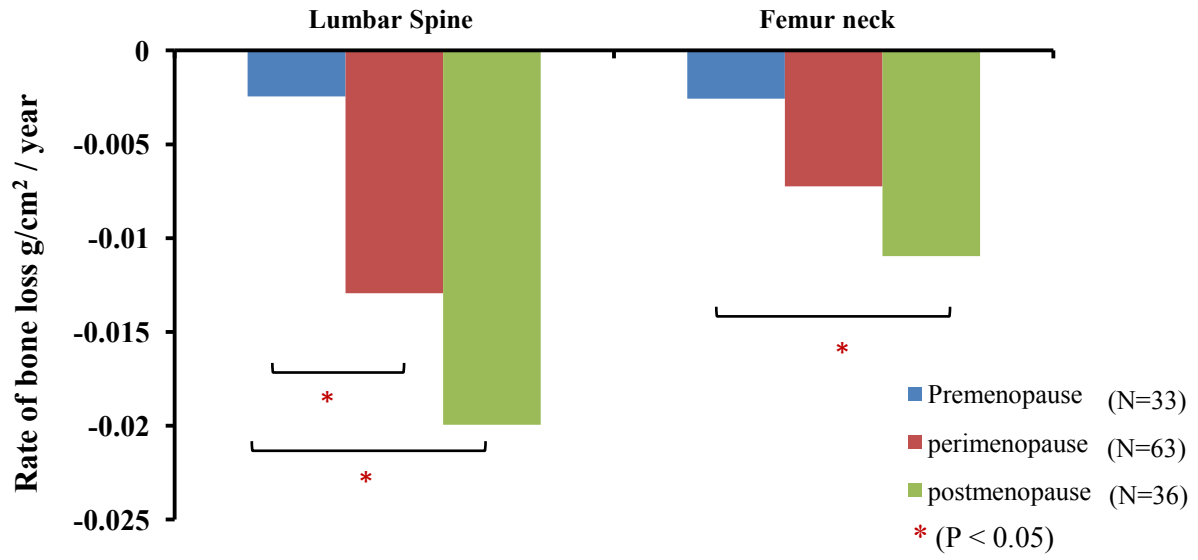 Lumbar Spine
Femur neck
Rate of bone loss g/cm² / year
0
-0.005
-0.01
-0.015
-0.02
-0.025
*
*
*
Premenopause (N=33)
perimenopause (N=63)
postmenopause (N=36)
* (P < 0.05)